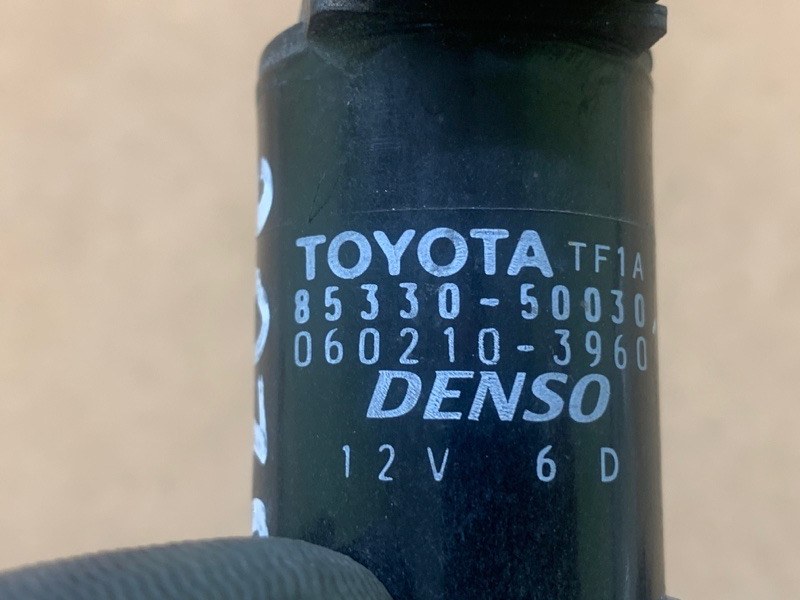 TOYOTA TF1A
85330-50030
060210-3960
DENSO
12V 6D